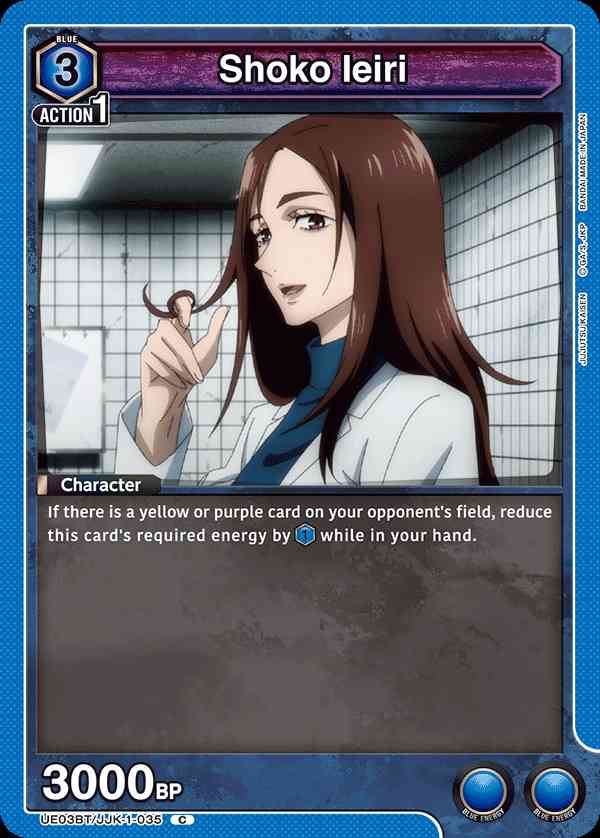 BLUE
3
Shoko Ieiri
ACTION 1
JUJUTSU KAISEN © GA/S, JKP BANDAI MADE IN JAPAN
Character
If there is a yellow or purple card on your opponent's field, reduce
this card's required energy by 1 while in your hand.
3000BP
BLUE ENERGY
BLUE ENERGY
UE03BT/JJK-1-035 C